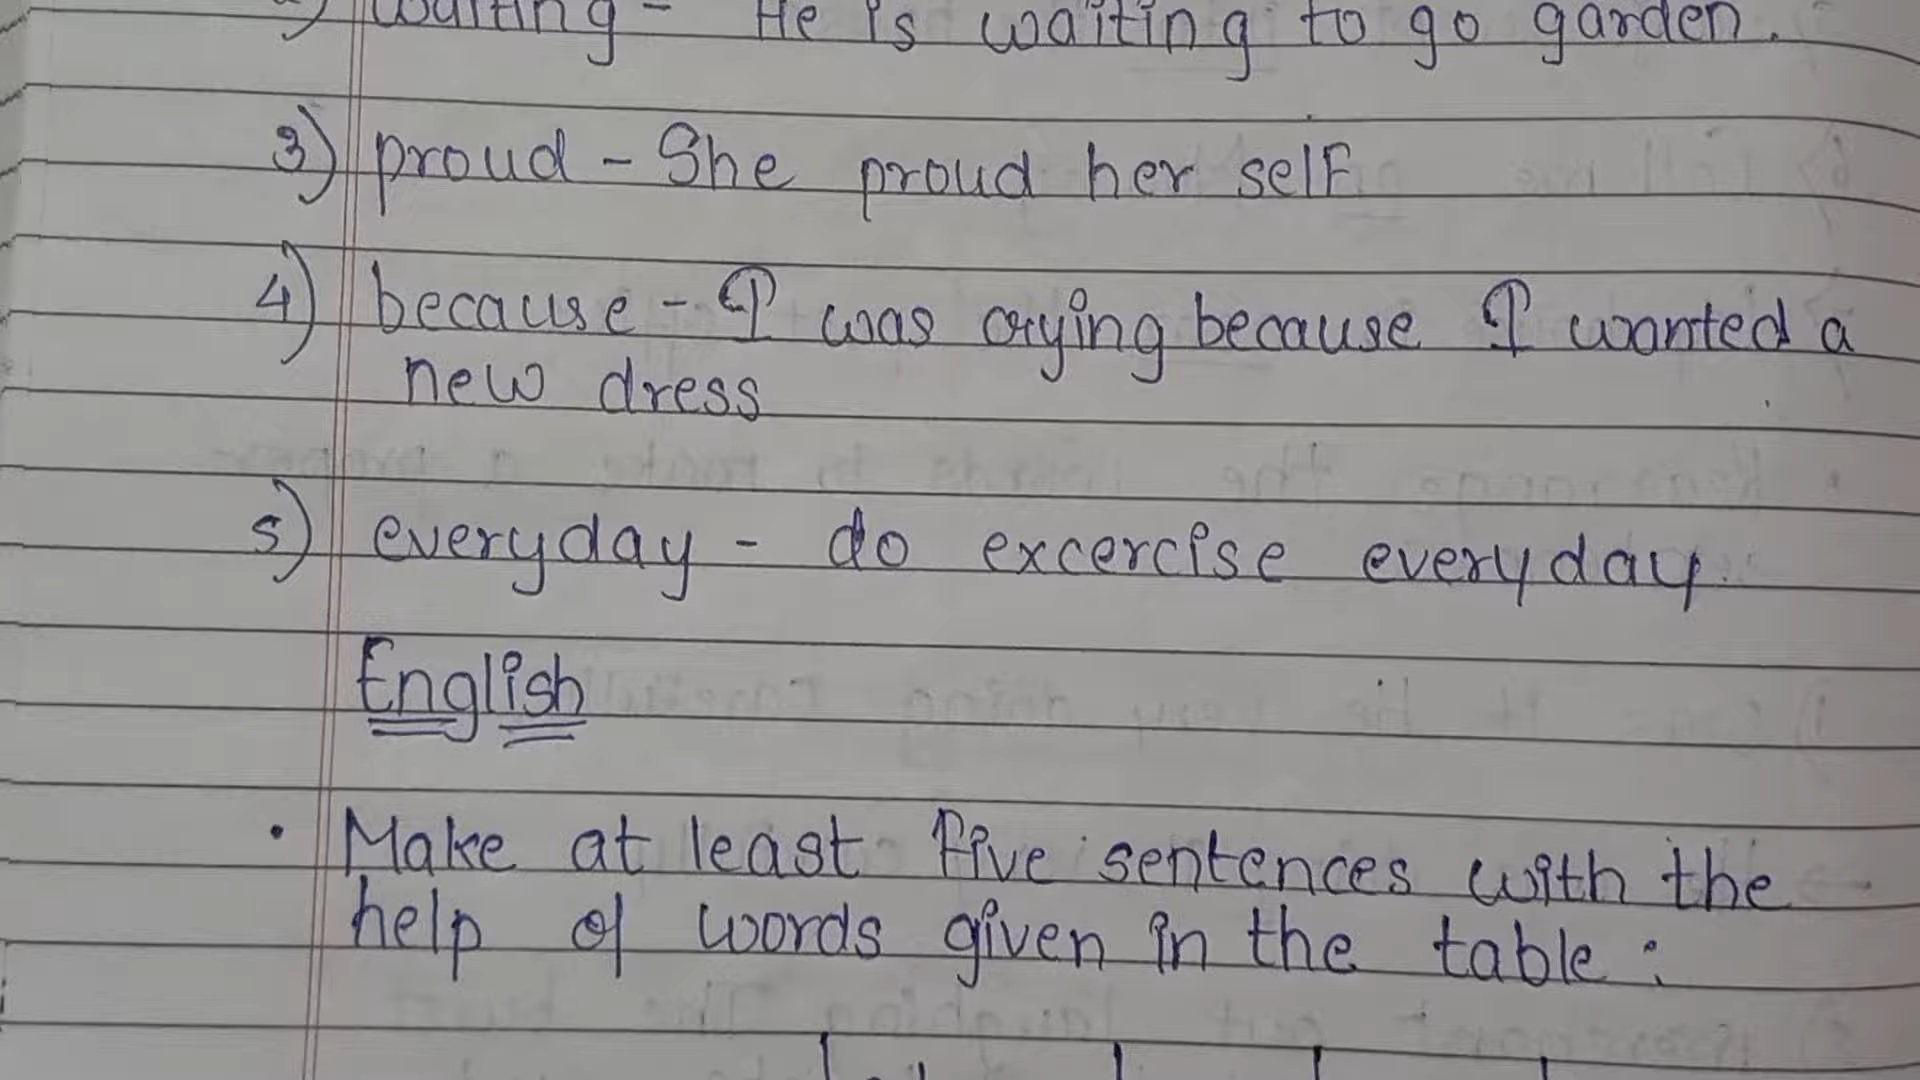 2) waiting - He is waiting to go garden.
3) proud - She proud her self
4) because - I was crying because I wanted a
new dress
5) everyday - do excercise everyday.
English
• Make at least five sentences with the
help of words given in the table :